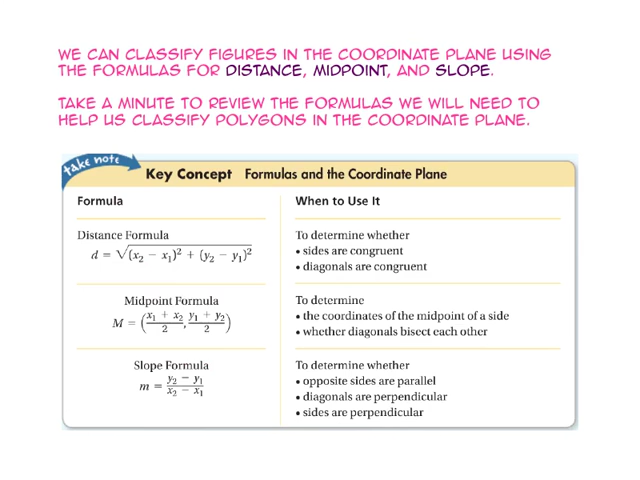 WE CAN CLASSIFY FIGURES IN THE COORDINATE PLANE USING
THE FORMULAS FOR DISTANCE, MIDPOINT, AND SLOPE.
TAKE A MINUTE TO REVIEW THE FORMULAS WE WILL NEED TO
HELP US CLASSIFY POLYGONS IN THE COORDINATE PLANE.
take note
Key Concept Formulas and the Coordinate Plane
Formula
When to Use It
Distance Formula
d = √(x₂ − x₁)² + (y₂ − y₁)²
To determine whether
• sides are congruent
• diagonals are congruent
Midpoint Formula
M = (x₁ + x₂ / 2, y₁ + y₂ / 2)
To determine
• the coordinates of the midpoint of a side
• whether diagonals bisect each other
Slope Formula
m = y₂ − y₁ / x₂ − x₁
To determine whether
• opposite sides are parallel
• diagonals are perpendicular
• sides are perpendicular